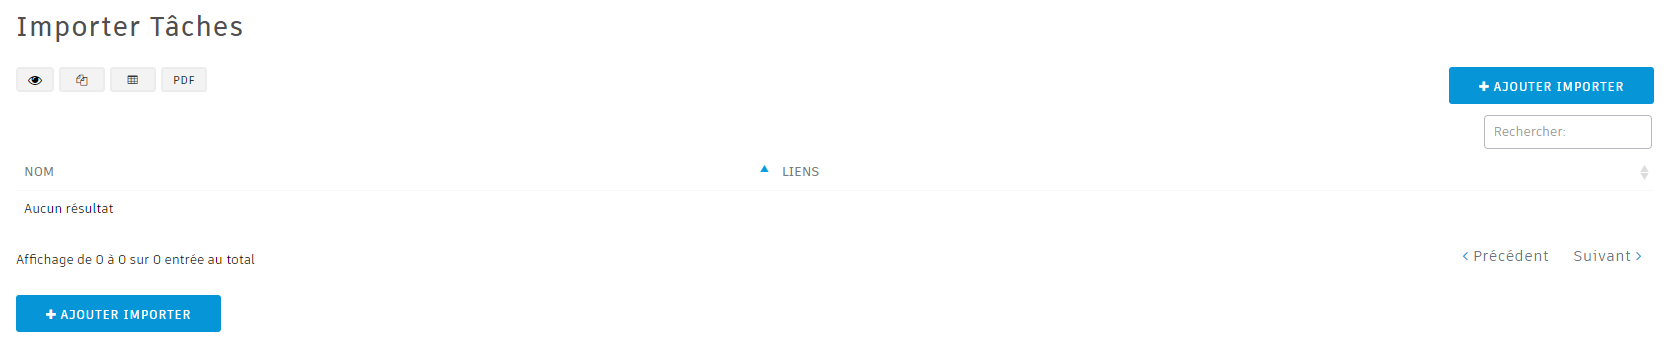 Importer Tâches
PDF
AJOUTER IMPORTER
Rechercher:
NOM LIENS
Aucun résultat
Affichage de 0 à 0 sur 0 entrée au total
Précédent Suivant
AJOUTER IMPORTER